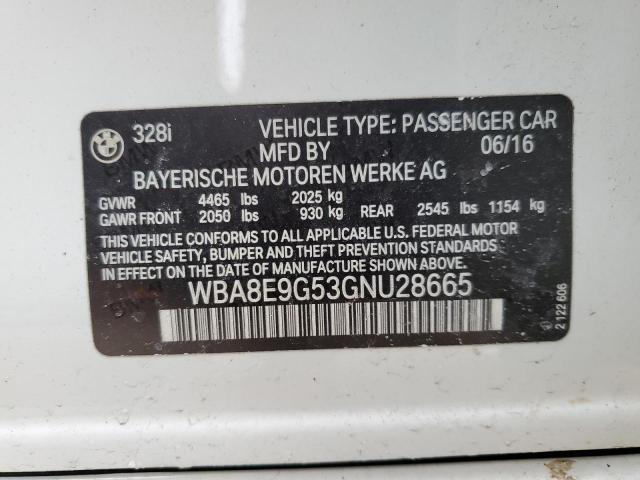 328i VEHICLE TYPE: PASSENGER CAR
MFD BY 06/16
BAYERISCHE MOTOREN WERKE AG
GVWR 4465 lbs 2025 kg
GAWR FRONT 2050 lbs 930 kg REAR 2545 lbs 1154 kg
THIS VEHICLE CONFORMS TO ALL APPLICABLE U.S. FEDERAL MOTOR
VEHICLE SAFETY, BUMPER AND THEFT PREVENTION STANDARDS
IN EFFECT ON THE DATE OF MANUFACTURE SHOWN ABOVE.
WBA8E9G53GNU28665
2 122 606